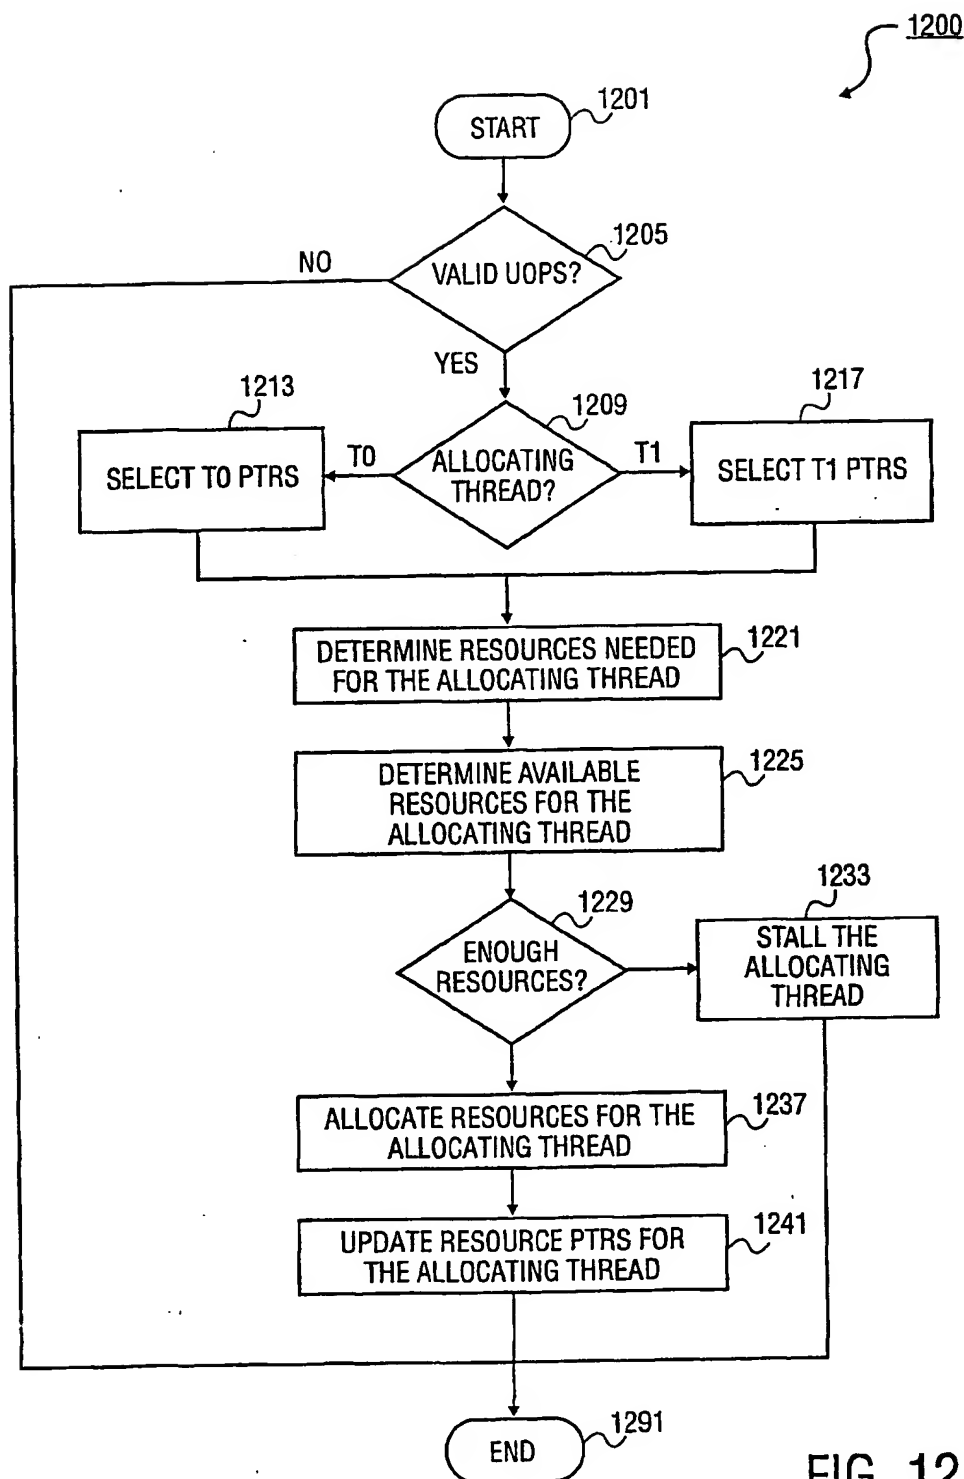 1200
START
1201
VALID UOPS?
1205
NO
YES
1213
1209
1217
SELECT T0 PTRS
T0
ALLOCATING
THREAD?
T1
SELECT T1 PTRS
DETERMINE RESOURCES NEEDED
FOR THE ALLOCATING THREAD
1221
DETERMINE AVAILABLE
RESOURCES FOR THE
ALLOCATING THREAD
1225
1229
1233
ENOUGH
RESOURCES?
STALL THE
ALLOCATING
THREAD
ALLOCATE RESOURCES FOR THE
ALLOCATING THREAD
1237
UPDATE RESOURCE PTRS FOR
THE ALLOCATING THREAD
1241
END
1291
FIG. 12